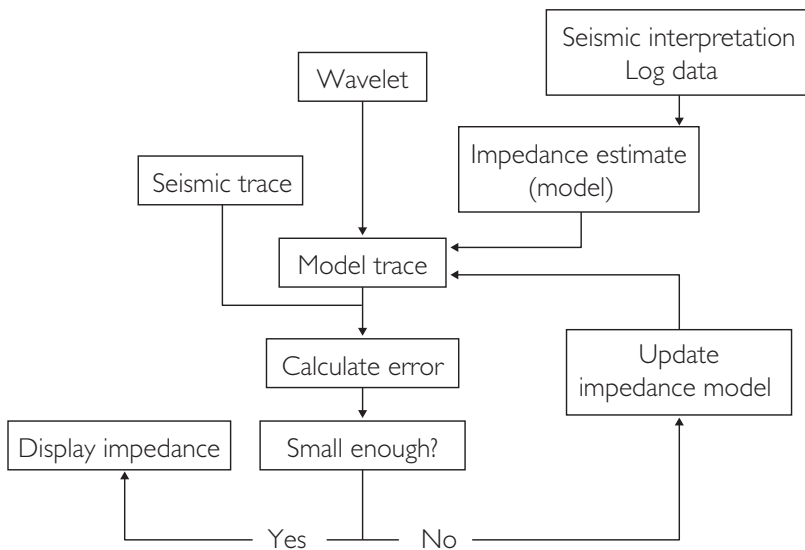 Seismic interpretation
Log data
Wavelet
Impedance estimate
(model)
Seismic trace
Model trace
Calculate error
Update
impedance model
Display impedance
Small enough?
Yes
No